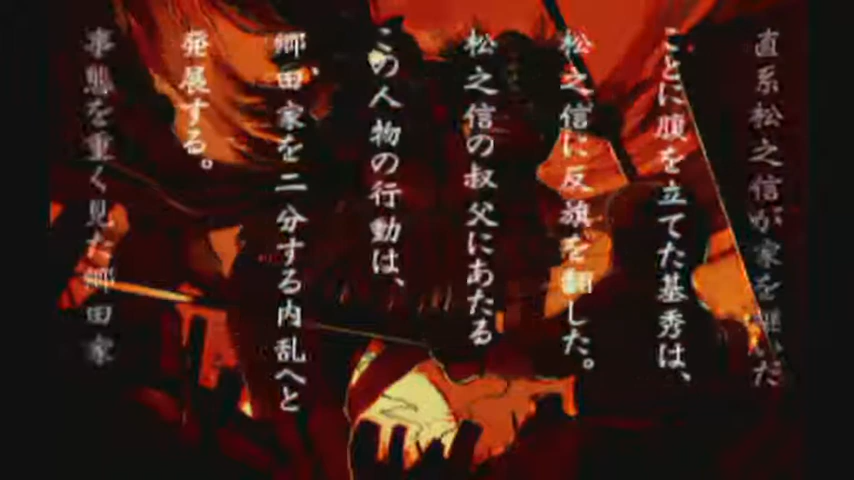 直系松之信が家を継いだ
ことに腹を立てた基秀は、
松之信に反旗を翻した。
松之信の叔父にあたる
この人物の行動は、
郷田家を二分する内乱へと
発展する。
事態を重く見た郷田家